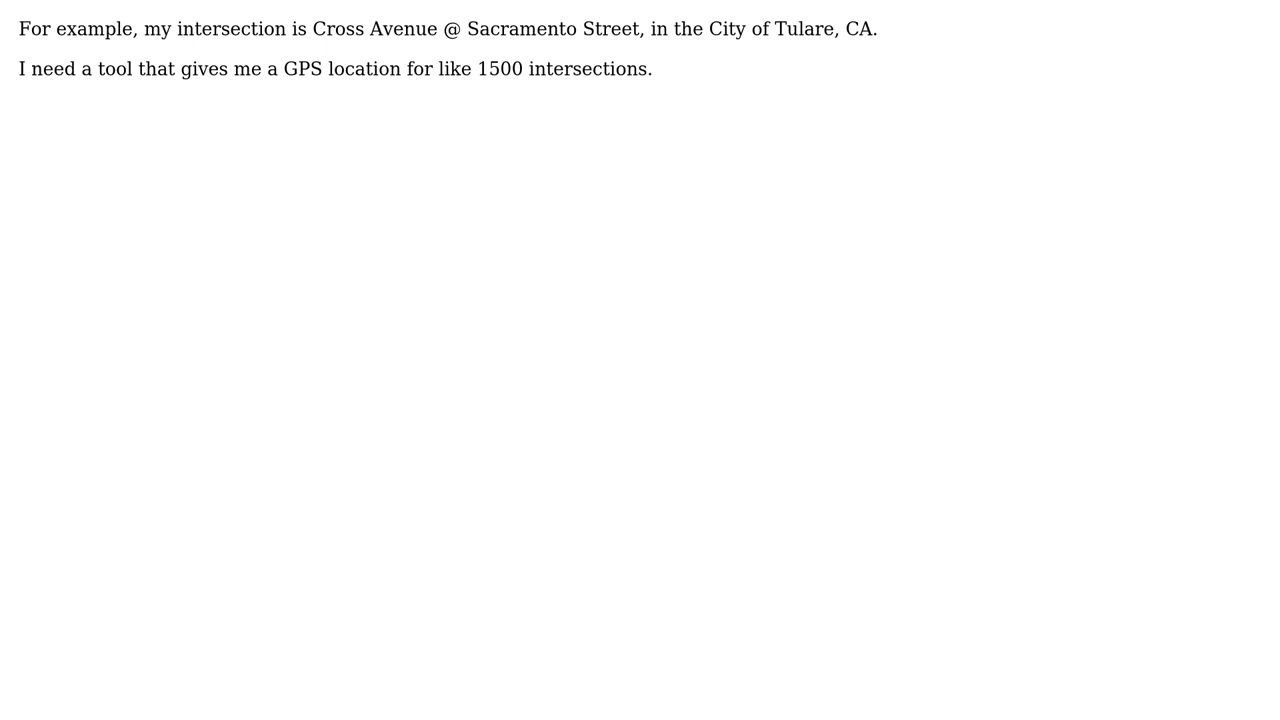 For example, my intersection is Cross Avenue @ Sacramento Street, in the City of Tulare, CA.
I need a tool that gives me a GPS location for like 1500 intersections.